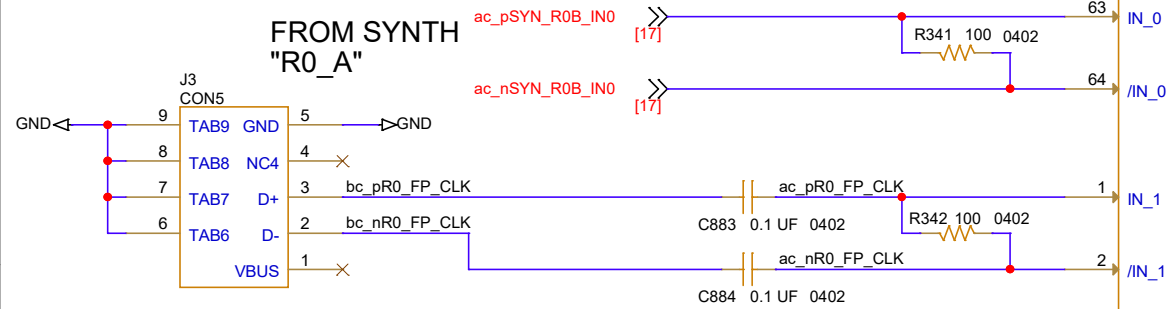 ac_pSYN_R0B_IN0
[17]
63
IN_0
FROM SYNTH
"R0_A"
R341 100 0402
ac_nSYN_R0B_IN0
[17]
64
/IN_0
J3
CON5
GND
9
TAB9
GND
5
GND
8
TAB8
NC4
4
7
TAB7
D+
3
bc_pR0_FP_CLK
ac_pR0_FP_CLK
1
IN_1
C883 0.1 UF 0402
R342 100 0402
6
TAB6
D-
2
bc_nR0_FP_CLK
VBUS
1
ac_nR0_FP_CLK
2
/IN_1
C884 0.1 UF 0402